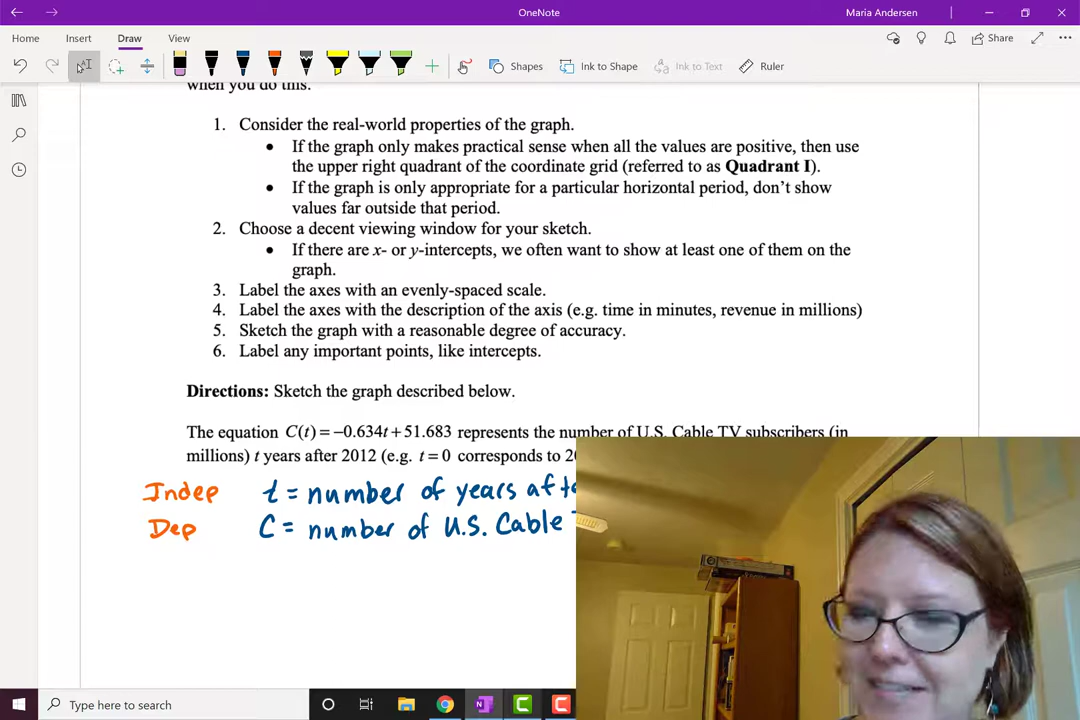 OneNote
Maria Andersen
Home Insert Draw View
Share
Shapes Ink to Shape Ink to Text Ruler
when you do this.
1. Consider the real-world properties of the graph.
• If the graph only makes practical sense when all the values are positive, then use
the upper right quadrant of the coordinate grid (referred to as Quadrant I).
• If the graph is only appropriate for a particular horizontal period, don't show
values far outside that period.
2. Choose a decent viewing window for your sketch.
• If there are x- or y-intercepts, we often want to show at least one of them on the
graph.
3. Label the axes with an evenly-spaced scale.
4. Label the axes with the description of the axis (e.g. time in minutes, revenue in millions)
5. Sketch the graph with a reasonable degree of accuracy.
6. Label any important points, like intercepts.
Directions: Sketch the graph described below.
The equation C(t) = −0.634t + 51.683 represents the number of U.S. Cable TV subscribers (in
millions) t years after 2012 (e.g. t = 0 corresponds to 2
Indep t = number of years afte
Dep C = number of U.S. Cable
Type here to search